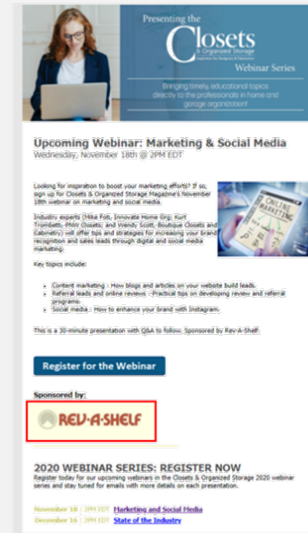 Presenting the
Closets
& Organized Storage
Webinar Series
Bringing timely, educational topics
directly to the professionals in home and
garage organization!
Upcoming Webinar: Marketing & Social Media
Wednesday, November 18th @ 2PM EDT
Looking for inspiration to boost your marketing efforts? If so,
sign up for Closets & Organized Storage Magazine's November
18th webinar on marketing and social media.
Industry experts (Mike Foti, Innovate Home Org; Kurt
Trombetti, PWV Closets; and Wendy Scott, Boutique Closets and
Cabinetry) will offer tips and strategies for increasing your brand
recognition and sales leads through digital and social media
marketing.
ONLINE
MARKETING
Key topics include:
Content marketing : How blogs and articles on your website build leads.
Referral leads and online reviews : Practical tips on developing review and referral
programs.
Social media : How to enhance your brand with Instagram.
This is a 30-minute presentation with Q&A to follow. Sponsored by Rev-A-Shelf.
Register for the Webinar
Sponsored by:
REV-A-SHELF
2020 WEBINAR SERIES: REGISTER NOW
Register today for our upcoming webinars in the Closets & Organized Storage 2020 webinar
series and stay tuned for emails with more details on each presentation.
November 18 | 2PM EDT Marketing and Social Media
December 16 | 2PM EDT State of the Industry